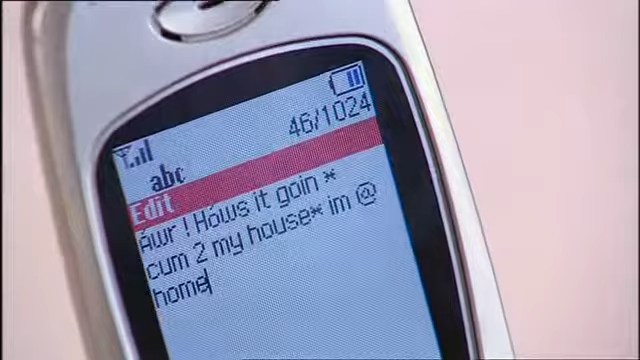 46/1024
abc
Edit
Awr ! Hows it goin *
cum 2 my house* im @
home